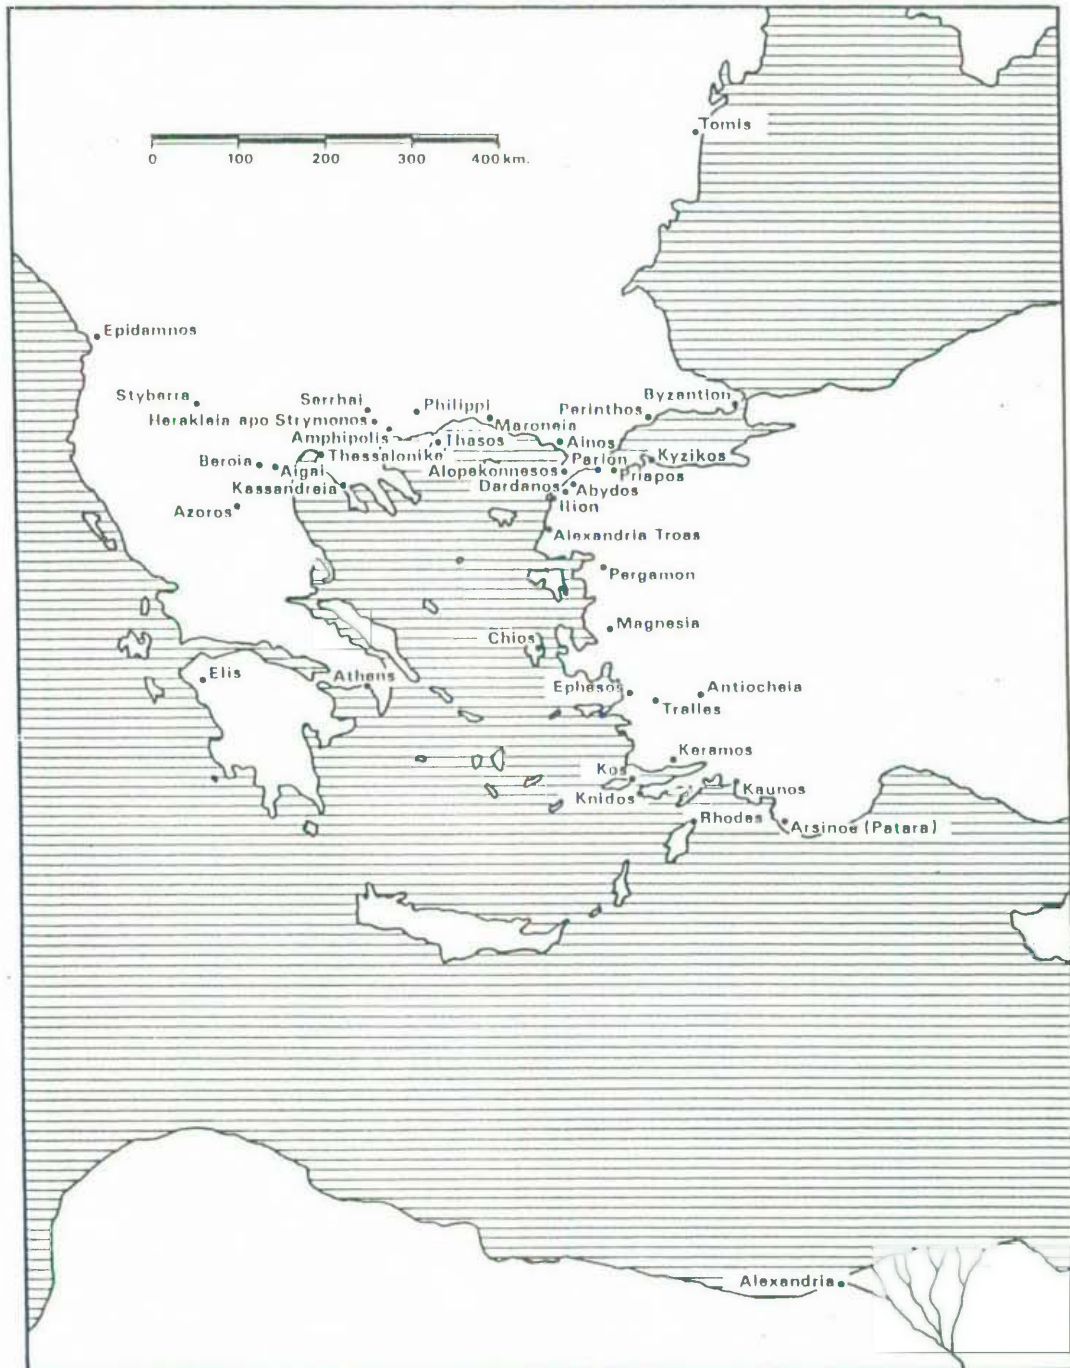 Tomis
0 100 200 300 400 km.
Epidamnos
Styberra
Serrhai
Philippi
Byzantion
Perinthos
Herakleia apo Strymonos
Maroneia
Amphipolis
Thasos
Ainos
Thessalonike
Parion
Kyzikos
Beroia
Aigai
Alopekonnesos
Priapos
Kassandreia
Dardanos
Abydos
Ilion
Azoros
Alexandria Troas
Pergamon
Magnesia
Chios
Elis
Athens
Ephesos
Antiocheia
Tralles
Keramos
Kos
Knidos
Kaunos
Rhodes
Arsinoe (Patara)
Alexandria